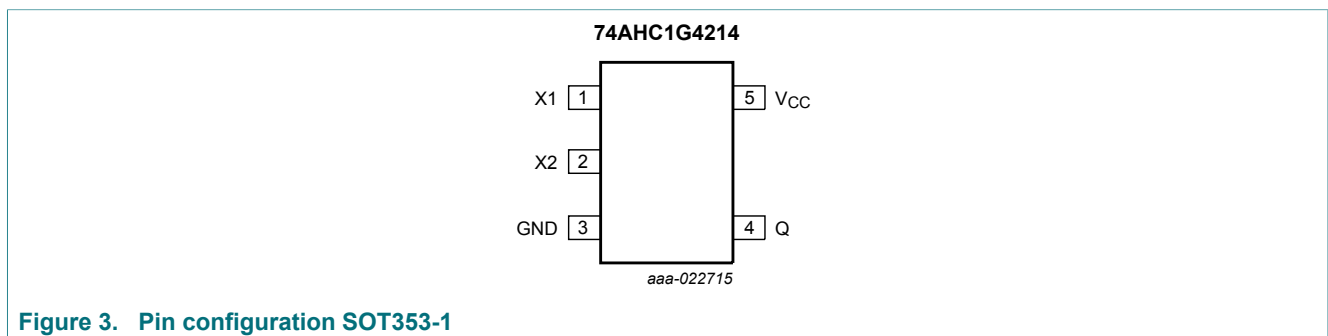 74AHC1G4214
X1 1 5 VCC
X2 2
GND 3 4 Q
aaa-022715
Figure 3. Pin configuration SOT353-1